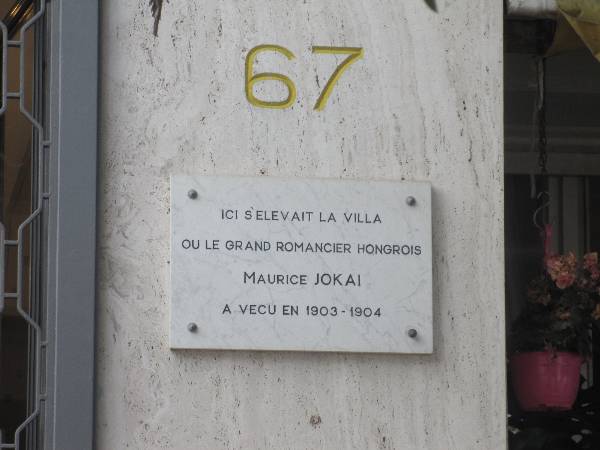 67
ICI S'ELEVAIT LA VILLA
OU LE GRAND ROMANCIER HONGROIS
MAURICE JOKAI
A VECU EN 1903-1904